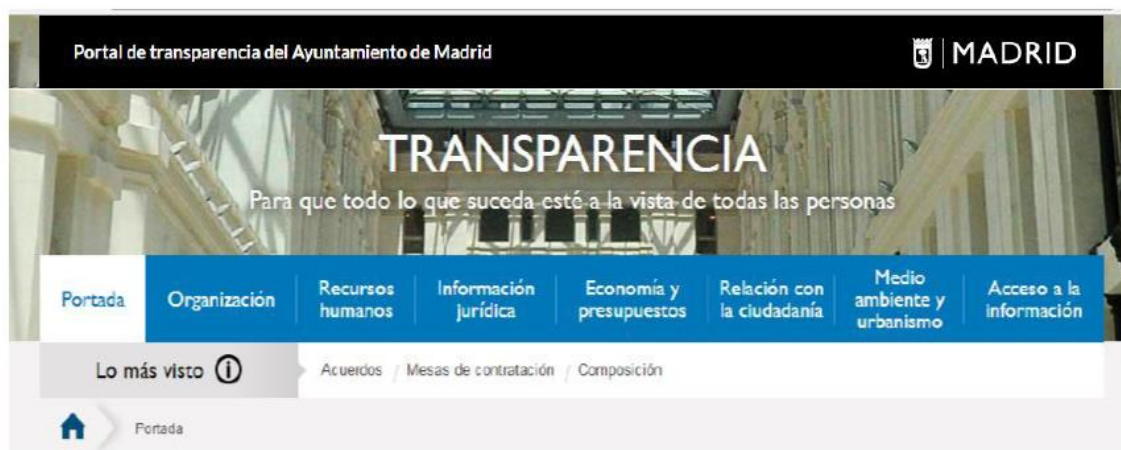 Portal de transparencia del Ayuntamiento de Madrid
MADRID
TRANSPARENCIA
Para que todo lo que suceda esté a la vista de todas las personas
Portada
Organización
Recursos
humanos
Información
jurídica
Economía y
presupuestos
Relación con
la ciudadanía
Medio
ambiente y
urbanismo
Acceso a la
información
Lo más visto
Acuerdos / Mesas de contratación / Composición
Portada